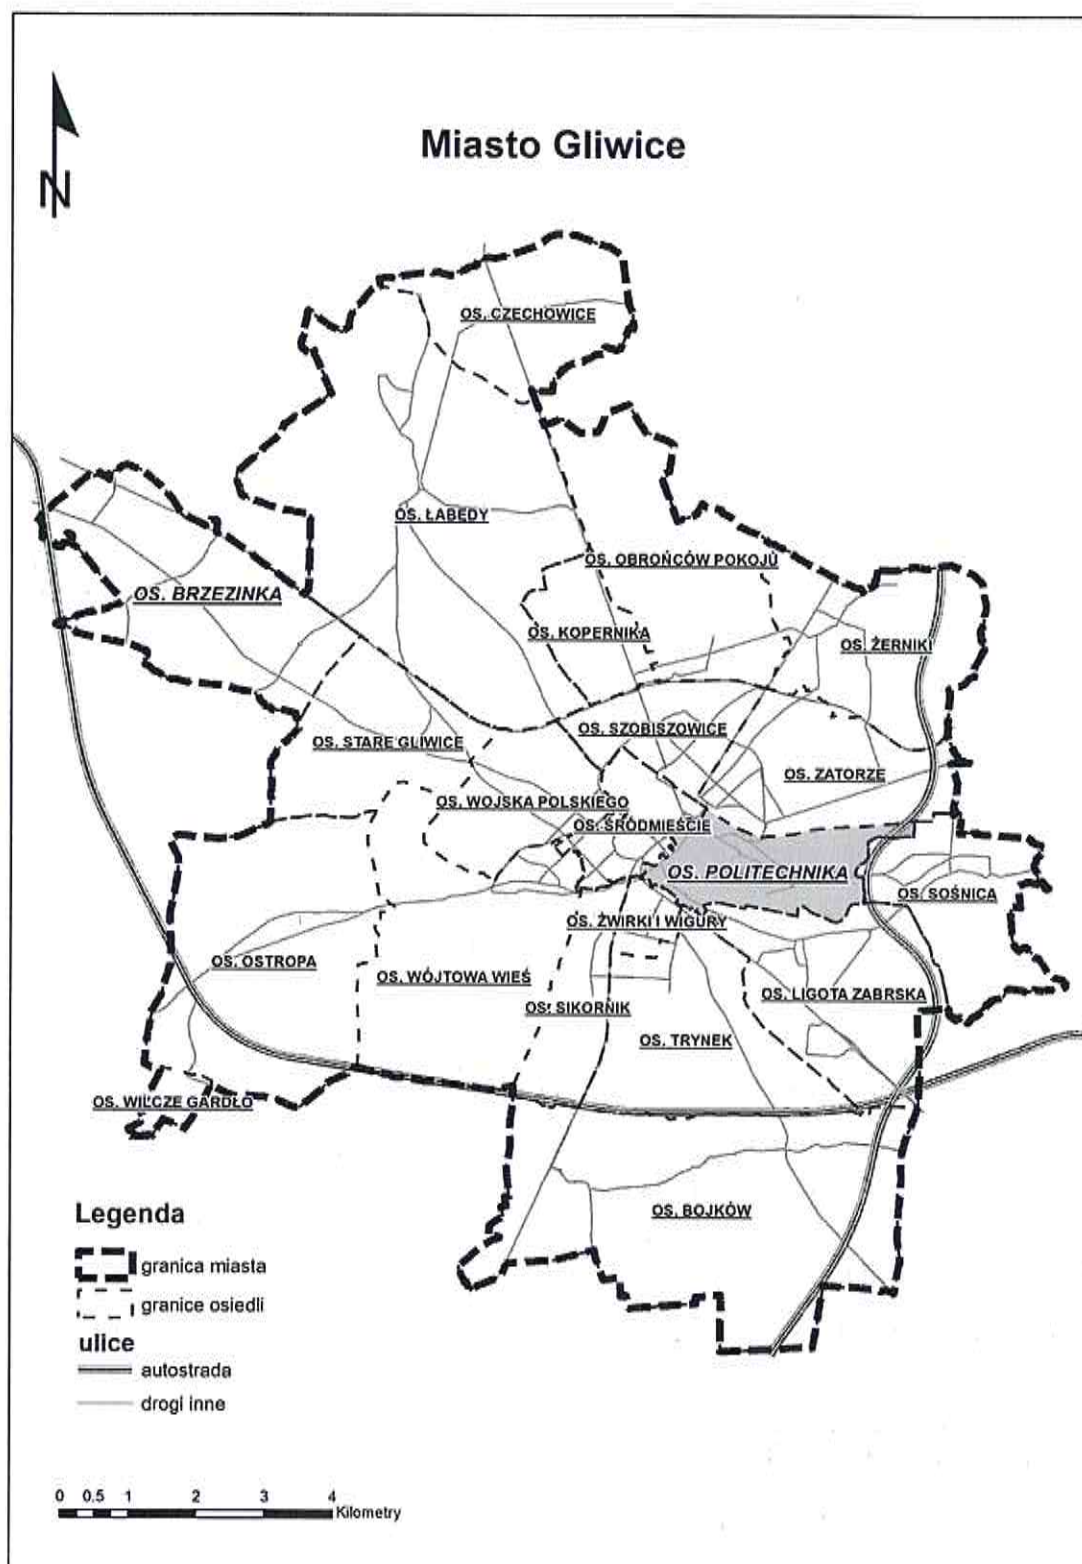 Miasto Gliwice
N
OS. CZECHOWICE
OS. ŁABĘDY
OS. OBROŃCÓW POKOJU
OS. BRZEZINKA
OS. KOPERNIKA
OS. ŻERNIKI
OS. SZOBISZOWICE
OS. STARE GLIWICE
OS. ZATORZE
OS. WOJSKA POLSKIEGO
OS. ŚRÓDMIEŚCIE
OS. POLITECHNIKA
OS. SOŚNICA
OS. ŻWIRKI I WIGURY
OS. OSTROPA
OS. WÓJTOWA WIEŚ
OS. LIGOTA ZABRSKA
OS. SIKORNIK
OS. TRYNEK
OS. WILCZE GARDŁO
OS. BOJKÓW
Legenda
granica miasta
granice osiedli
ulice
autostrada
drogi inne
0 0.5 1 2 3 4
Kilometry